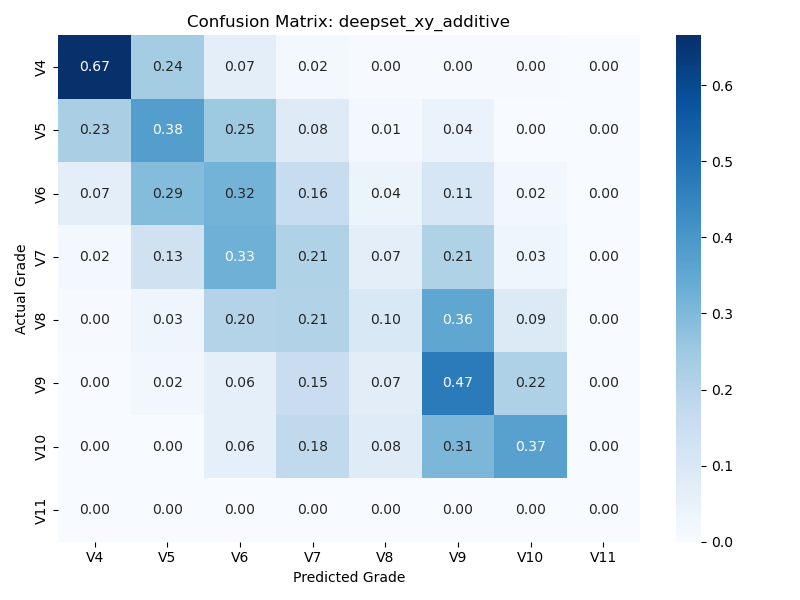 Confusion Matrix: deepset_xy_additive
Actual Grade
V4 0.67 0.24 0.07 0.02 0.00 0.00 0.00 0.00
V5 0.23 0.38 0.25 0.08 0.01 0.04 0.00 0.00
V6 0.07 0.29 0.32 0.16 0.04 0.11 0.02 0.00
V7 0.02 0.13 0.33 0.21 0.07 0.21 0.03 0.00
V8 0.00 0.03 0.20 0.21 0.10 0.36 0.09 0.00
V9 0.00 0.02 0.06 0.15 0.07 0.47 0.22 0.00
V10 0.00 0.00 0.06 0.18 0.08 0.31 0.37 0.00
V11 0.00 0.00 0.00 0.00 0.00 0.00 0.00 0.00
V4 V5 V6 V7 V8 V9 V10 V11
Predicted Grade
0.6
0.5
0.4
0.3
0.2
0.1
0.0